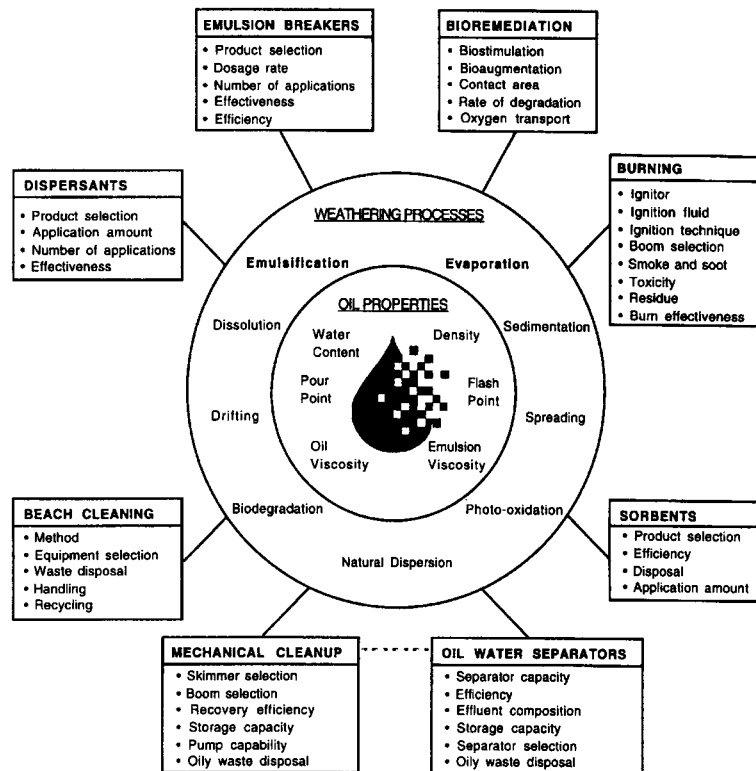 EMULSION BREAKERS
• Product selection
• Dosage rate
• Number of applications
• Effectiveness
• Efficiency
BIOREMEDIATION
• Biostimulation
• Bioaugmentation
• Contact area
• Rate of degradation
• Oxygen transport
DISPERSANTS
• Product selection
• Application amount
• Number of applications
• Effectiveness
BURNING
• Ignitor
• Ignition fluid
• Ignition technique
• Boom selection
• Smoke and soot
• Toxicity
• Residue
• Burn effectiveness
WEATHERING PROCESSES
Emulsification
Evaporation
Dissolution
Sedimentation
Drifting
Spreading
Biodegradation
Photo-oxidation
Natural Dispersion
OIL PROPERTIES
Water
Content
Density
Pour
Point
Flash
Point
Oil
Viscosity
Emulsion
Viscosity
BEACH CLEANING
• Method
• Equipment selection
• Waste disposal
• Handling
• Recycling
SORBENTS
• Product selection
• Efficiency
• Disposal
• Application amount
MECHANICAL CLEANUP
• Skimmer selection
• Boom selection
• Recovery efficiency
• Storage capacity
• Pump capability
• Oily waste disposal
OIL WATER SEPARATORS
• Separator capacity
• Efficiency
• Effluent composition
• Storage capacity
• Separator selection
• Oily waste disposal